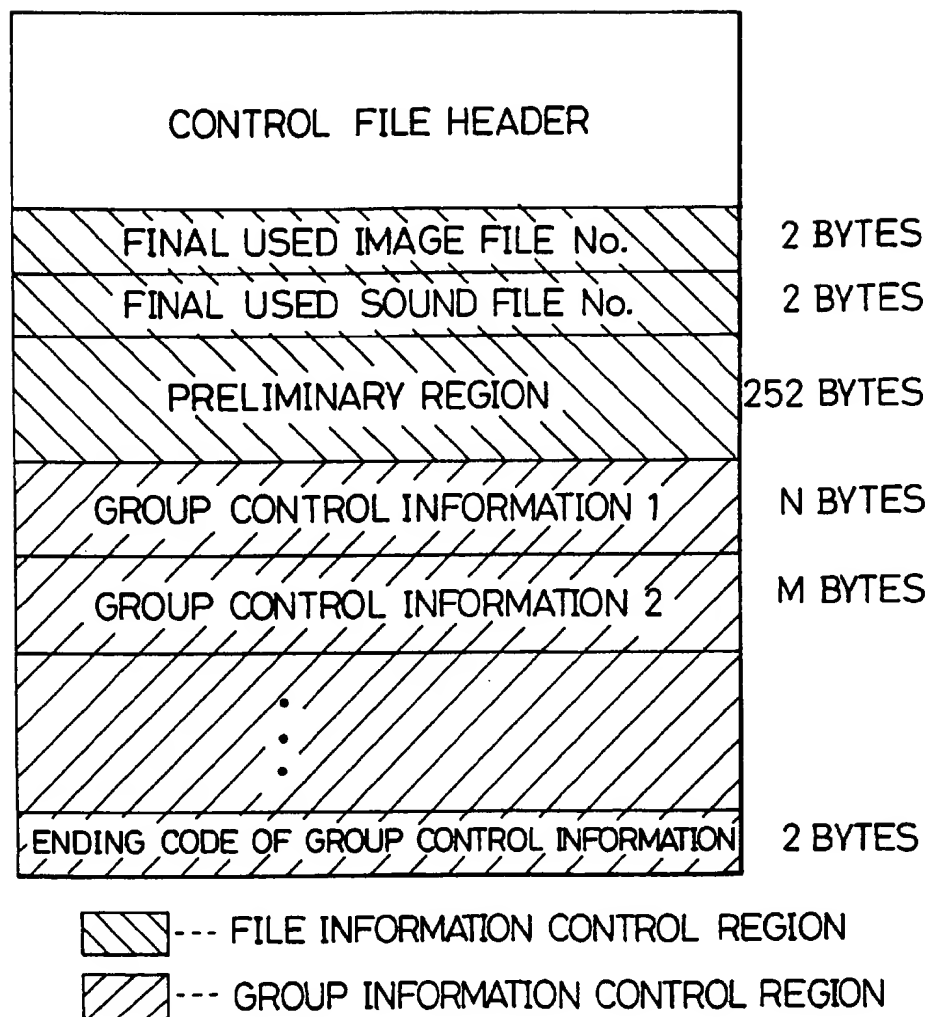 CONTROL FILE HEADER
FINAL USED IMAGE FILE No. 2 BYTES
FINAL USED SOUND FILE No. 2 BYTES
PRELIMINARY REGION 252 BYTES
GROUP CONTROL INFORMATION 1 N BYTES
GROUP CONTROL INFORMATION 2 M BYTES
ENDING CODE OF GROUP CONTROL INFORMATION 2 BYTES
--- FILE INFORMATION CONTROL REGION
--- GROUP INFORMATION CONTROL REGION